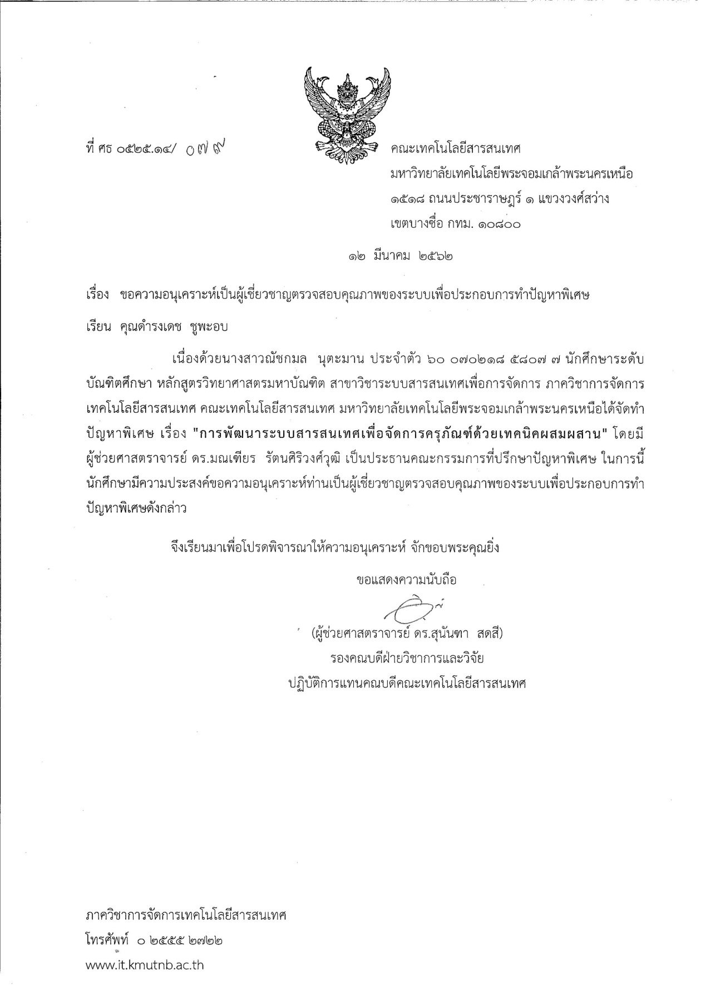 ที่ ศธ ๐๕๒๕.๑๔/ ๐๗๙
คณะเทคโนโลยีสารสนเทศ
มหาวิทยาลัยเทคโนโลยีพระจอมเกล้าพระนครเหนือ
๑๕๑๘ ถนนประชาราษฎร์ ๑ แขวงวงศ์สว่าง
เขตบางซื่อ กทม. ๑๐๘๐๐
๑๒ มีนาคม ๒๕๖๒
เรื่อง ขอความอนุเคราะห์เป็นผู้เชี่ยวชาญตรวจสอบคุณภาพของระบบเพื่อประกอบการทำปัญหาพิเศษ
เรียน คุณดำรงเดช ชูพะอบ
เนื่องด้วยนางสาวณัชกมล นุตะมาน ประจำตัว ๖๐ ๐๗๐๒๑๘ ๕๘๐๗ ๗ นักศึกษาระดับ
บัณฑิตศึกษา หลักสูตรวิทยาศาสตรมหาบัณฑิต สาขาวิชาระบบสารสนเทศเพื่อการจัดการ ภาควิชาการจัดการ
เทคโนโลยีสารสนเทศ คณะเทคโนโลยีสารสนเทศ มหาวิทยาลัยเทคโนโลยีพระจอมเกล้าพระนครเหนือได้จัดทำ
ปัญหาพิเศษ เรื่อง "การพัฒนาระบบสารสนเทศเพื่อจัดการครุภัณฑ์ด้วยเทคนิคผสมผสาน" โดยมี
ผู้ช่วยศาสตราจารย์ ดร.มณเฑียร รัตนศิริวงศ์วุฒิ เป็นประธานคณะกรรมการที่ปรึกษาปัญหาพิเศษ ในการนี้
นักศึกษามีความประสงค์ขอความอนุเคราะห์ท่านเป็นผู้เชี่ยวชาญตรวจสอบคุณภาพของระบบเพื่อประกอบการทำ
ปัญหาพิเศษดังกล่าว
จึงเรียนมาเพื่อโปรดพิจารณาให้ความอนุเคราะห์ จักขอบพระคุณยิ่ง
ขอแสดงความนับถือ
(ผู้ช่วยศาสตราจารย์ ดร.สุนันฑา สดสี)
รองคณบดีฝ่ายวิชาการและวิจัย
ปฏิบัติการแทนคณบดีคณะเทคโนโลยีสารสนเทศ
ภาควิชาการจัดการเทคโนโลยีสารสนเทศ
โทรศัพท์ ๐ ๒๕๕๕ ๒๗๒๒
www.it.kmutnb.ac.th